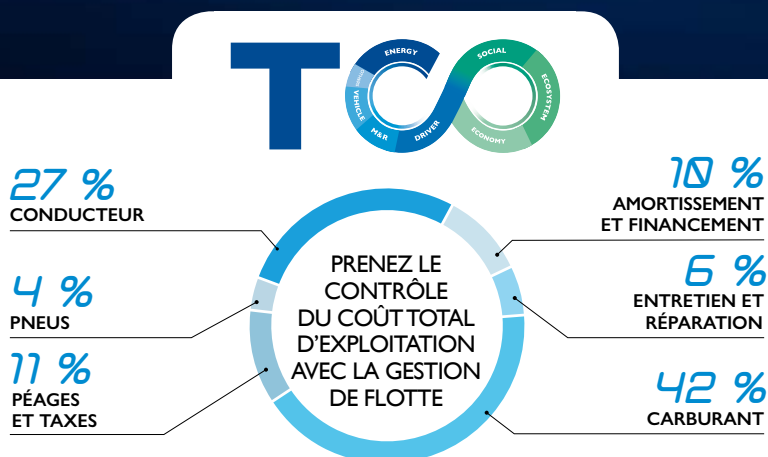 TCO
ENERGY
SOCIAL
ECOSYSTEM
ECONOMY
DRIVER
M&R
VEHICLE
27 %
CONDUCTEUR
4 %
PNEUS
11 %
PÉAGES
ET TAXES
PRENEZ LE
CONTRÔLE
DU COÛT TOTAL
D'EXPLOITATION
AVEC LA GESTION
DE FLOTTE
10 %
AMORTISSEMENT
ET FINANCEMENT
6 %
ENTRETIEN ET
RÉPARATION
42 %
CARBURANT